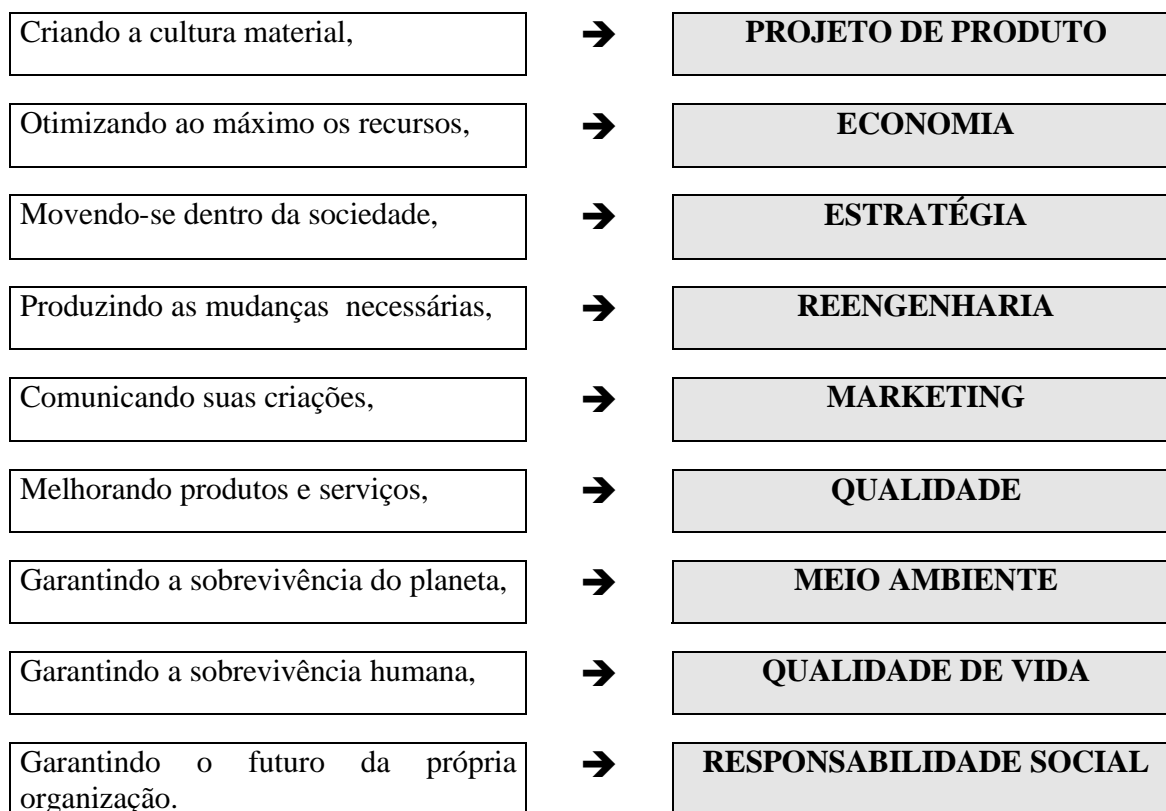 Criando a cultura material, ➔ PROJETO DE PRODUTO
Otimizando ao máximo os recursos, ➔ ECONOMIA
Movendo-se dentro da sociedade, ➔ ESTRATÉGIA
Produzindo as mudanças necessárias, ➔ REENGENHARIA
Comunicando suas criações, ➔ MARKETING
Melhorando produtos e serviços, ➔ QUALIDADE
Garantindo a sobrevivência do planeta, ➔ MEIO AMBIENTE
Garantindo a sobrevivência humana, ➔ QUALIDADE DE VIDA
Garantindo o futuro da própria ➔ RESPONSABILIDADE SOCIAL
organização.